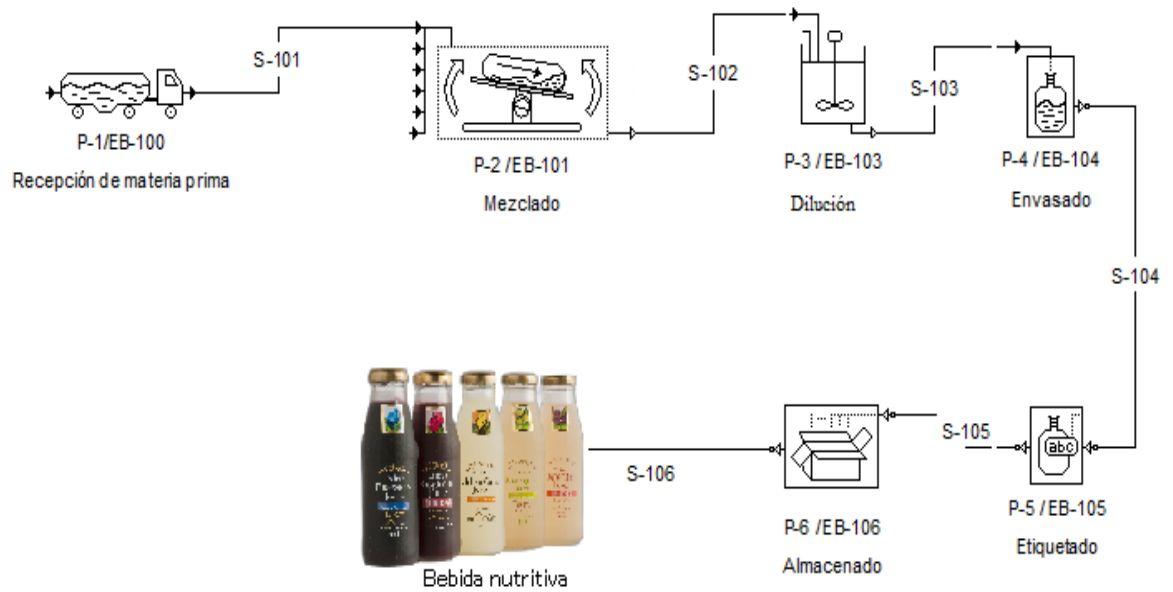 S-101
P-1/EB-100
Recepción de materia prima
P-2 /EB-101
Mezclado
S-102
P-3 / EB-103
Dilución
S-103
P-4 / EB-104
Envasado
S-104
abc
P-5 / EB-105
Etiquetado
S-105
P-6 /EB-106
Almacenado
S-106
Bebida nutritiva